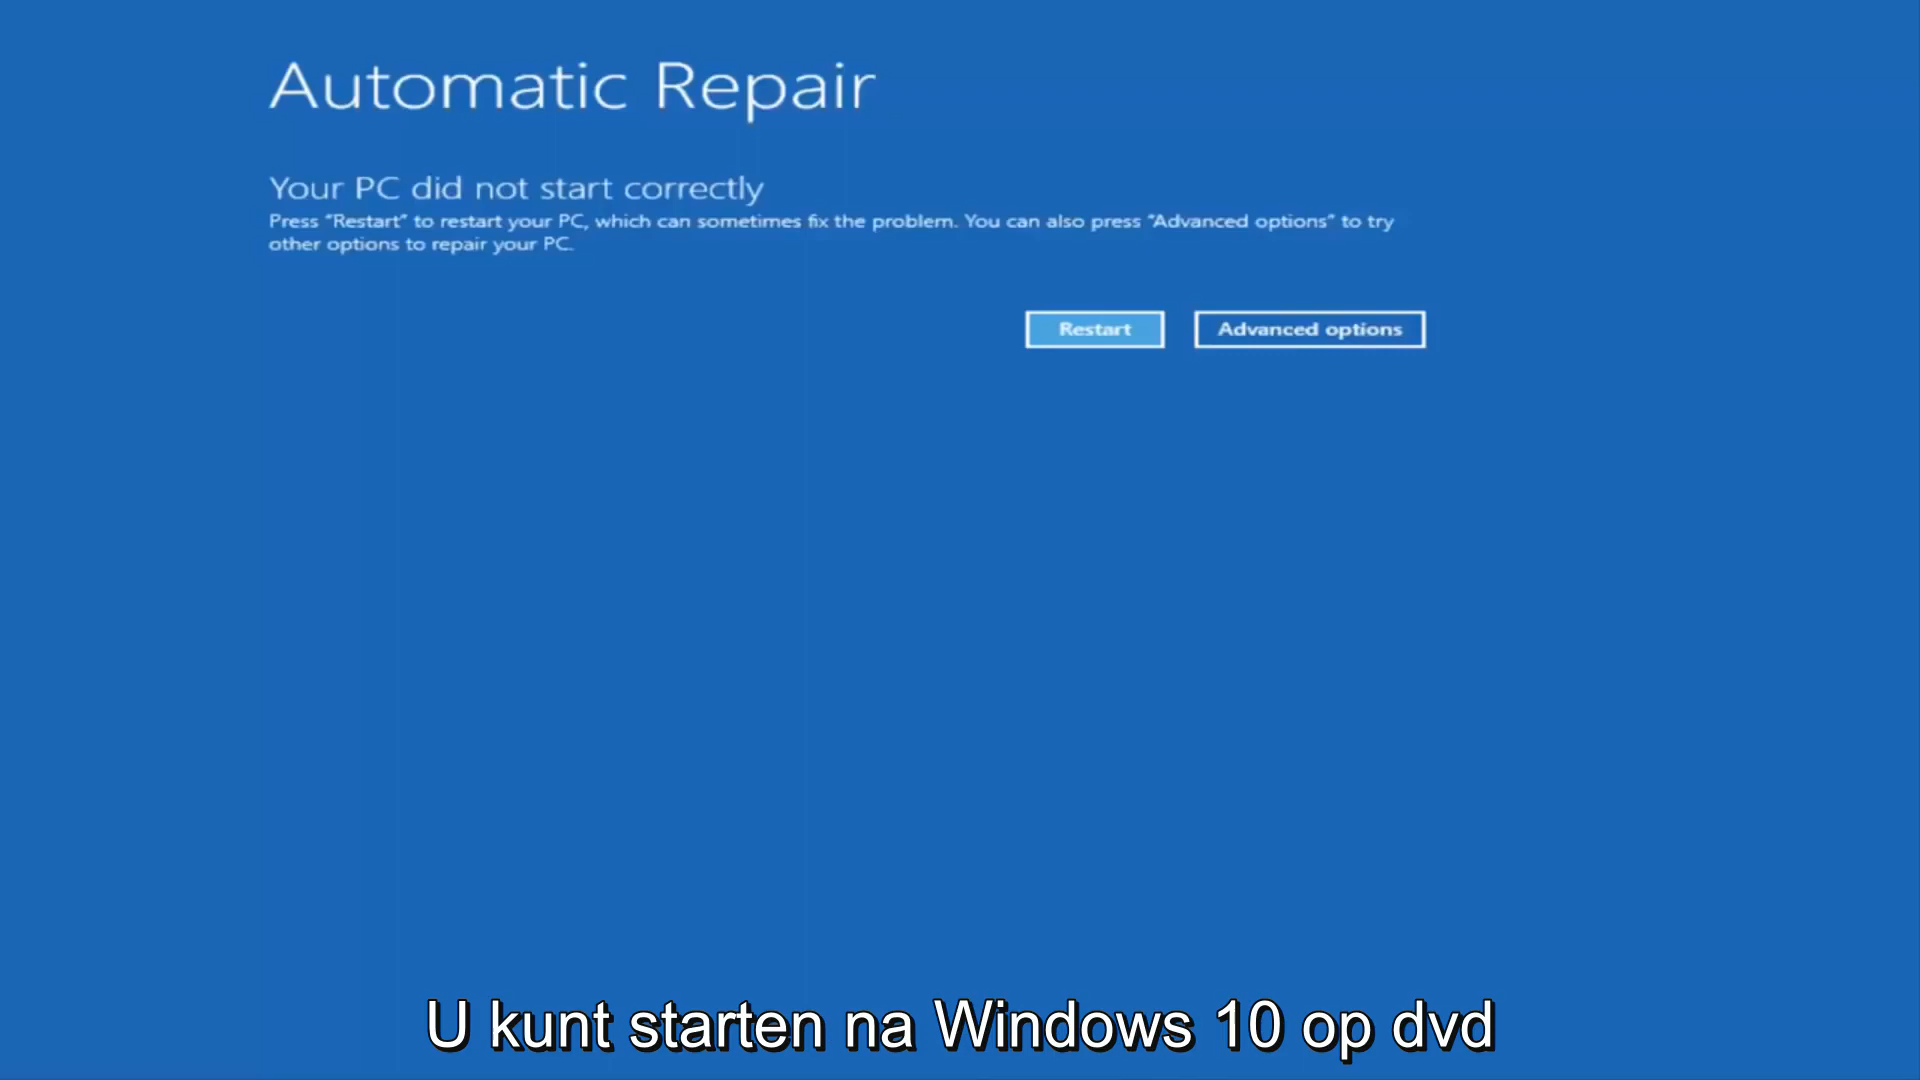 Automatic Repair
Your PC did not start correctly
Press “Restart” to restart your PC, which can sometimes fix the problem. You can also press “Advanced options” to try
other options to repair your PC.
Restart
Advanced options
U kunt starten na Windows 10 op dvd